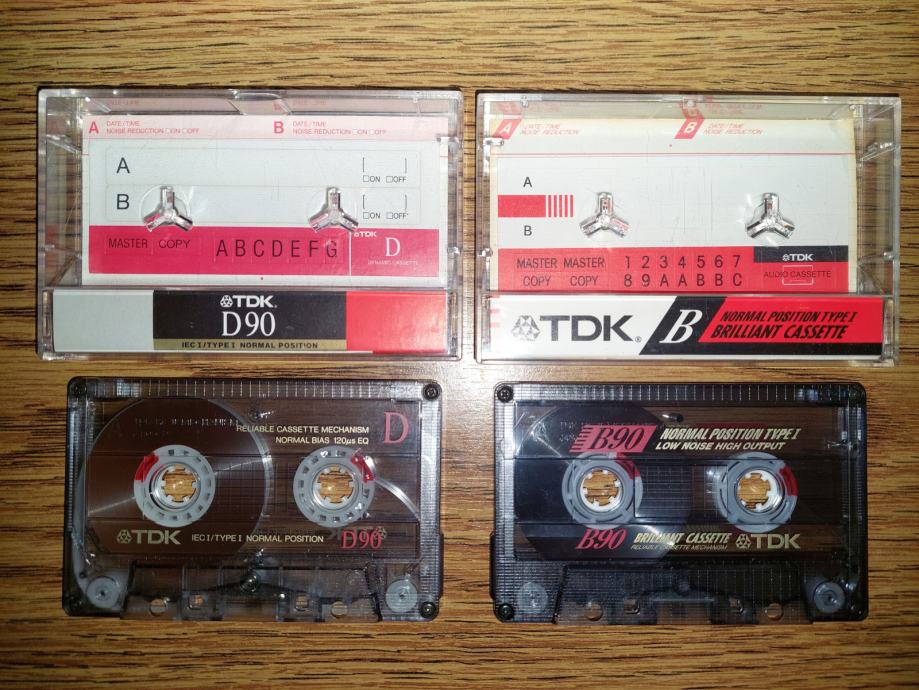 A DATE/TIME
NOISE REDUCTION □ON □OFF
B DATE/TIME
NOISE REDUCTION □ON □OFF
A
□ON □OFF
B
□ON □OFF
MASTER COPY ABCDEFG
TDK
D
DYNAMIC CASSETTE
TDK
D90
IEC I/TYPE I NORMAL POSITION
A DATE/TIME
NOISE REDUCTION
B DATE/TIME
NOISE REDUCTION
A
B
MASTER MASTER 1 2 3 4 5 6 7
COPY COPY 8 9 A A B B C
TDK
AUDIO CASSETTE
TDK® B NORMAL POSITION TYPE I
BRILLIANT CASSETTE
RELIABLE CASSETTE MECHANISM
NORMAL BIAS 120µs EQ
D
TDK IEC I/TYPE I NORMAL POSITION D90
B90 NORMAL POSITION TYPE I
LOW NOISE HIGH OUTPUT
B90 BRILLIANT CASSETTE
RELIABLE CASSETTE MECHANISM
TDK